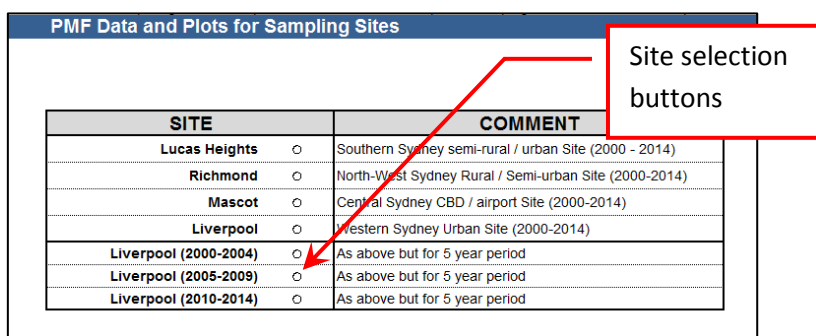 PMF Data and Plots for Sampling Sites
Site selection
buttons
SITE COMMENT
Lucas Heights Southern Sydney semi-rural / urban Site (2000 - 2014)
Richmond North-West Sydney Rural / Semi-urban Site (2000-2014)
Mascot Central Sydney CBD / airport Site (2000-2014)
Liverpool Western Sydney Urban Site (2000-2014)
Liverpool (2000-2004) As above but for 5 year period
Liverpool (2005-2009) As above but for 5 year period
Liverpool (2010-2014) As above but for 5 year period